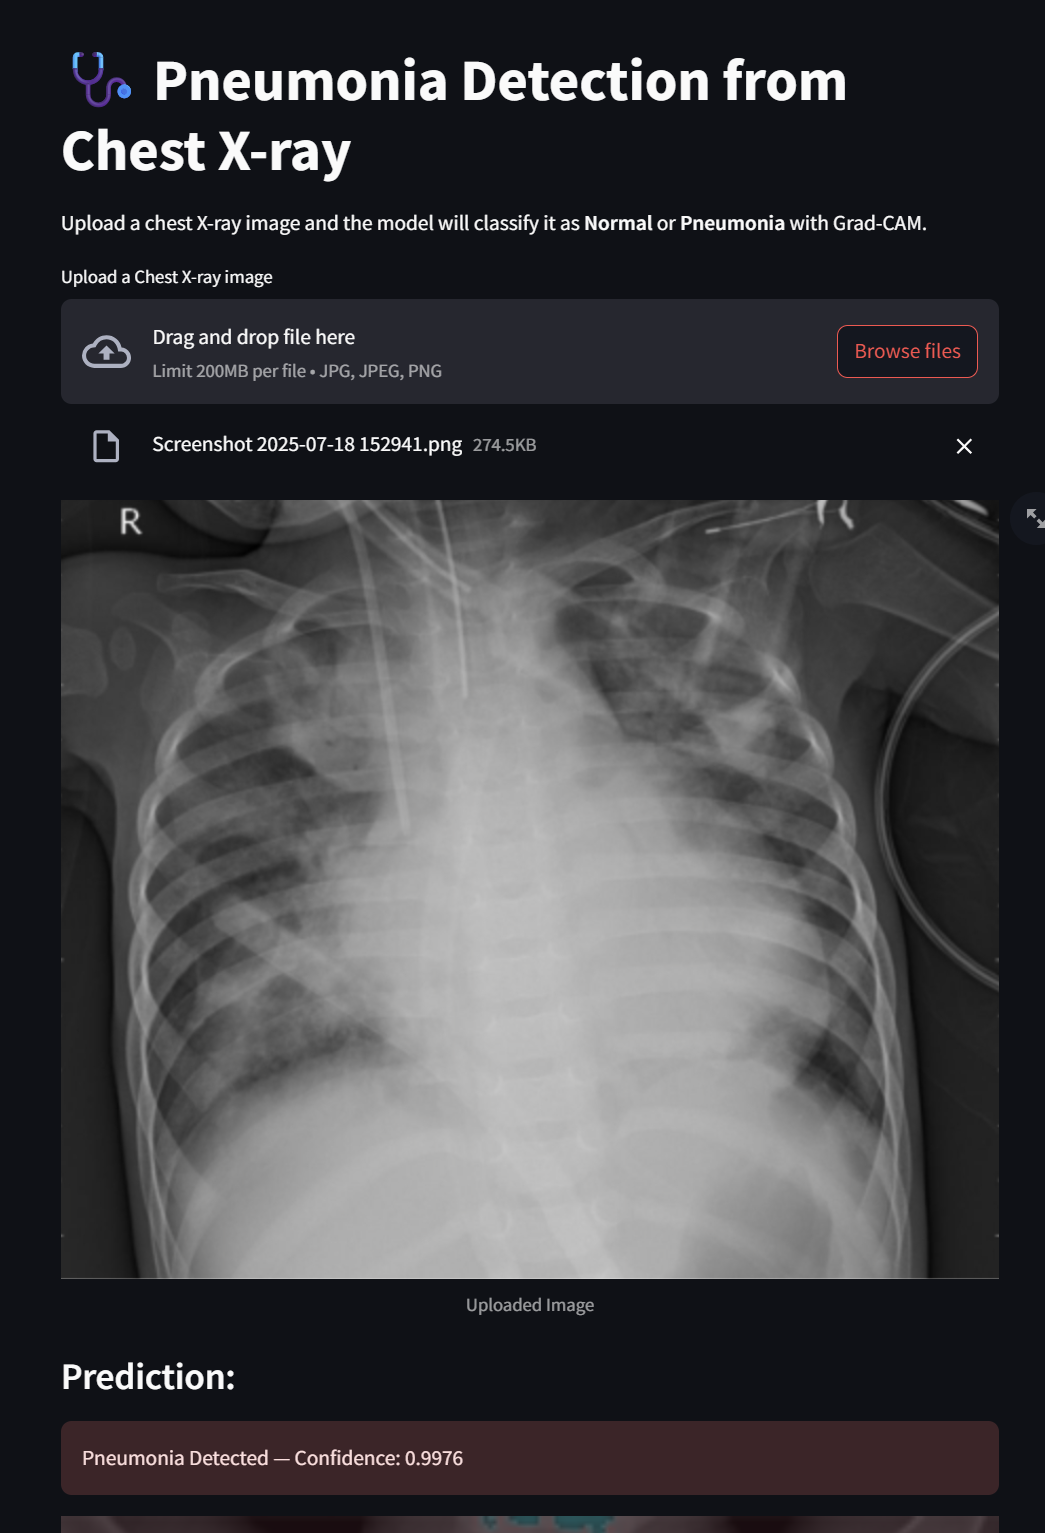 Pneumonia Detection from
Chest X-ray
Upload a chest X-ray image and the model will classify it as Normal or Pneumonia with Grad-CAM.
Upload a Chest X-ray image
Drag and drop file here
Limit 200MB per file • JPG, JPEG, PNG
Browse files
Screenshot 2025-07-18 152941.png 274.5KB
R
Uploaded Image
Prediction:
Pneumonia Detected — Confidence: 0.9976